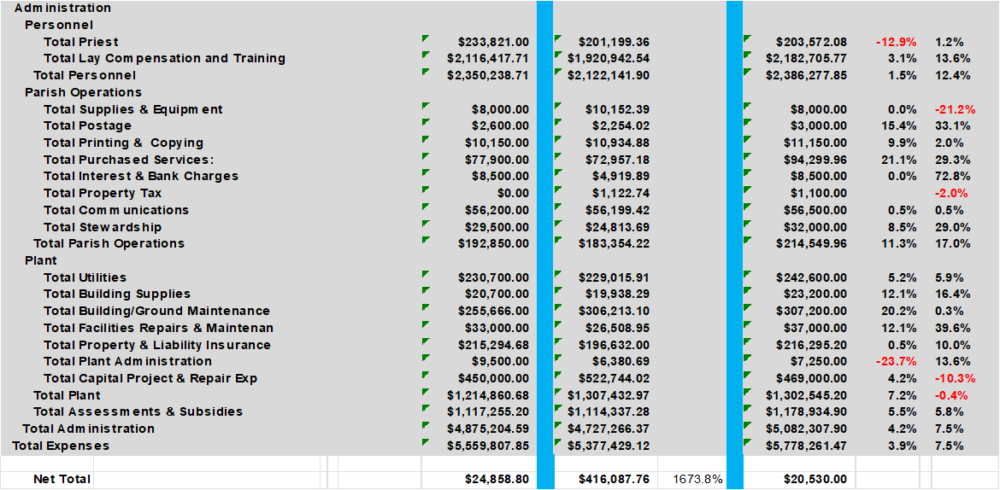 Administration
Personnel
Total Priest $233,821.00 $201,199.36 $203,572.08 -12.9% 1.2%
Total Lay Compensation and Training $2,116,417.71 $1,920,942.54 $2,182,705.77 3.1% 13.6%
Total Personnel $2,350,238.71 $2,122,141.90 $2,386,277.85 1.5% 12.4%
Parish Operations
Total Supplies & Equipment $8,000.00 $10,152.39 $8,000.00 0.0% -21.2%
Total Postage $2,600.00 $2,254.02 $3,000.00 15.4% 33.1%
Total Printing & Copying $10,150.00 $10,934.88 $11,150.00 9.9% 2.0%
Total Purchased Services: $77,900.00 $72,957.18 $94,299.96 21.1% 29.3%
Total Interest & Bank Charges $8,500.00 $4,919.89 $8,500.00 0.0% 72.8%
Total Property Tax $0.00 $1,122.74 $1,100.00 -2.0%
Total Communications $56,200.00 $56,199.42 $56,500.00 0.5% 0.5%
Total Stewardship $29,500.00 $24,813.69 $32,000.00 8.5% 29.0%
Total Parish Operations $192,850.00 $183,354.22 $214,549.96 11.3% 17.0%
Plant
Total Utilities $230,700.00 $229,015.91 $242,600.00 5.2% 5.9%
Total Building Supplies $20,700.00 $19,938.29 $23,200.00 12.1% 16.4%
Total Building/Ground Maintenance $255,666.00 $306,213.10 $307,200.00 20.2% 0.3%
Total Facilities Repairs & Maintenan $33,000.00 $26,508.95 $37,000.00 12.1% 39.6%
Total Property & Liability Insurance $215,294.68 $196,632.00 $216,295.20 0.5% 10.0%
Total Plant Administration $9,500.00 $6,380.69 $7,250.00 -23.7% 13.6%
Total Capital Project & Repair Exp $450,000.00 $522,744.02 $469,000.00 4.2% -10.3%
Total Plant $1,214,860.68 $1,307,432.97 $1,302,545.20 7.2% -0.4%
Total Assessments & Subsidies $1,117,255.20 $1,114,337.28 $1,178,934.90 5.5% 5.8%
Total Administration $4,875,204.59 $4,727,266.37 $5,082,307.90 4.2% 7.5%
Total Expenses $5,559,807.85 $5,377,429.12 $5,778,261.47 3.9% 7.5%
Net Total $24,858.80 $416,087.76 1673.8% $20,530.00